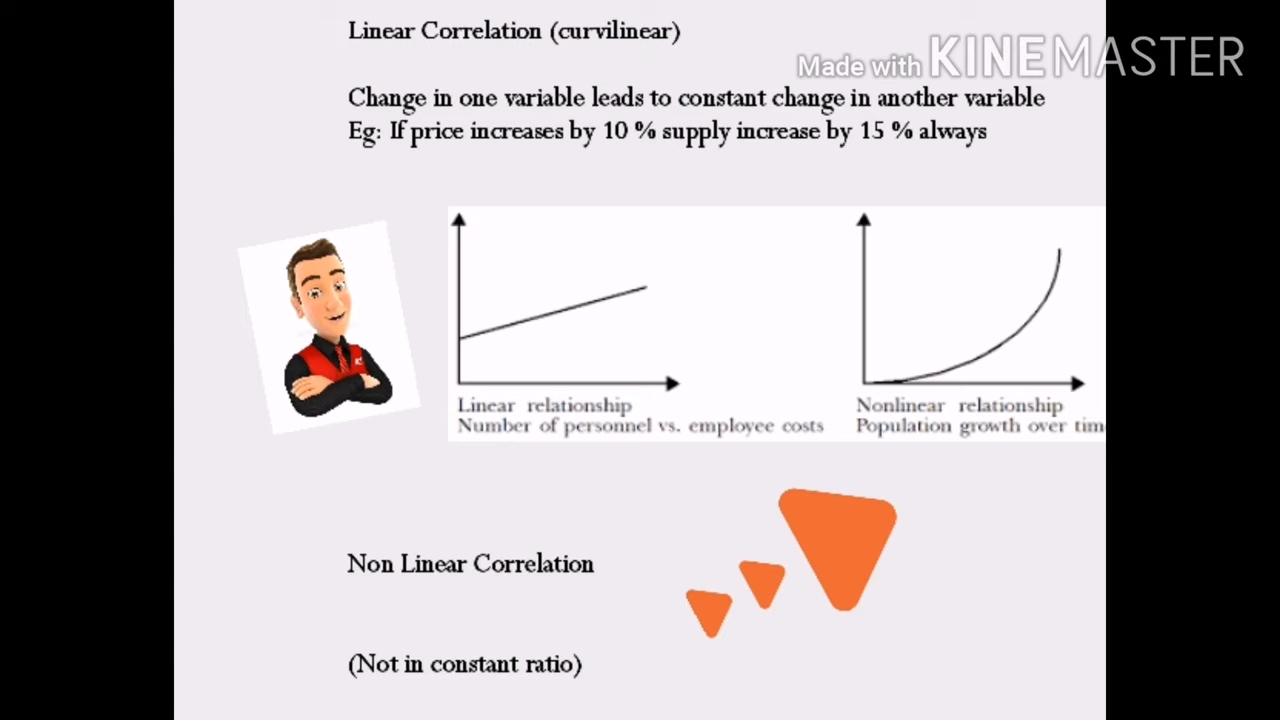 Linear Correlation (curvilinear)
Made with KINEMASTER
Change in one variable leads to constant change in another variable
Eg: If price increases by 10 % supply increase by 15 % always
Linear relationship
Number of personnel vs. employee costs
Nonlinear relationship
Population growth over tim
Non Linear Correlation
(Not in constant ratio)